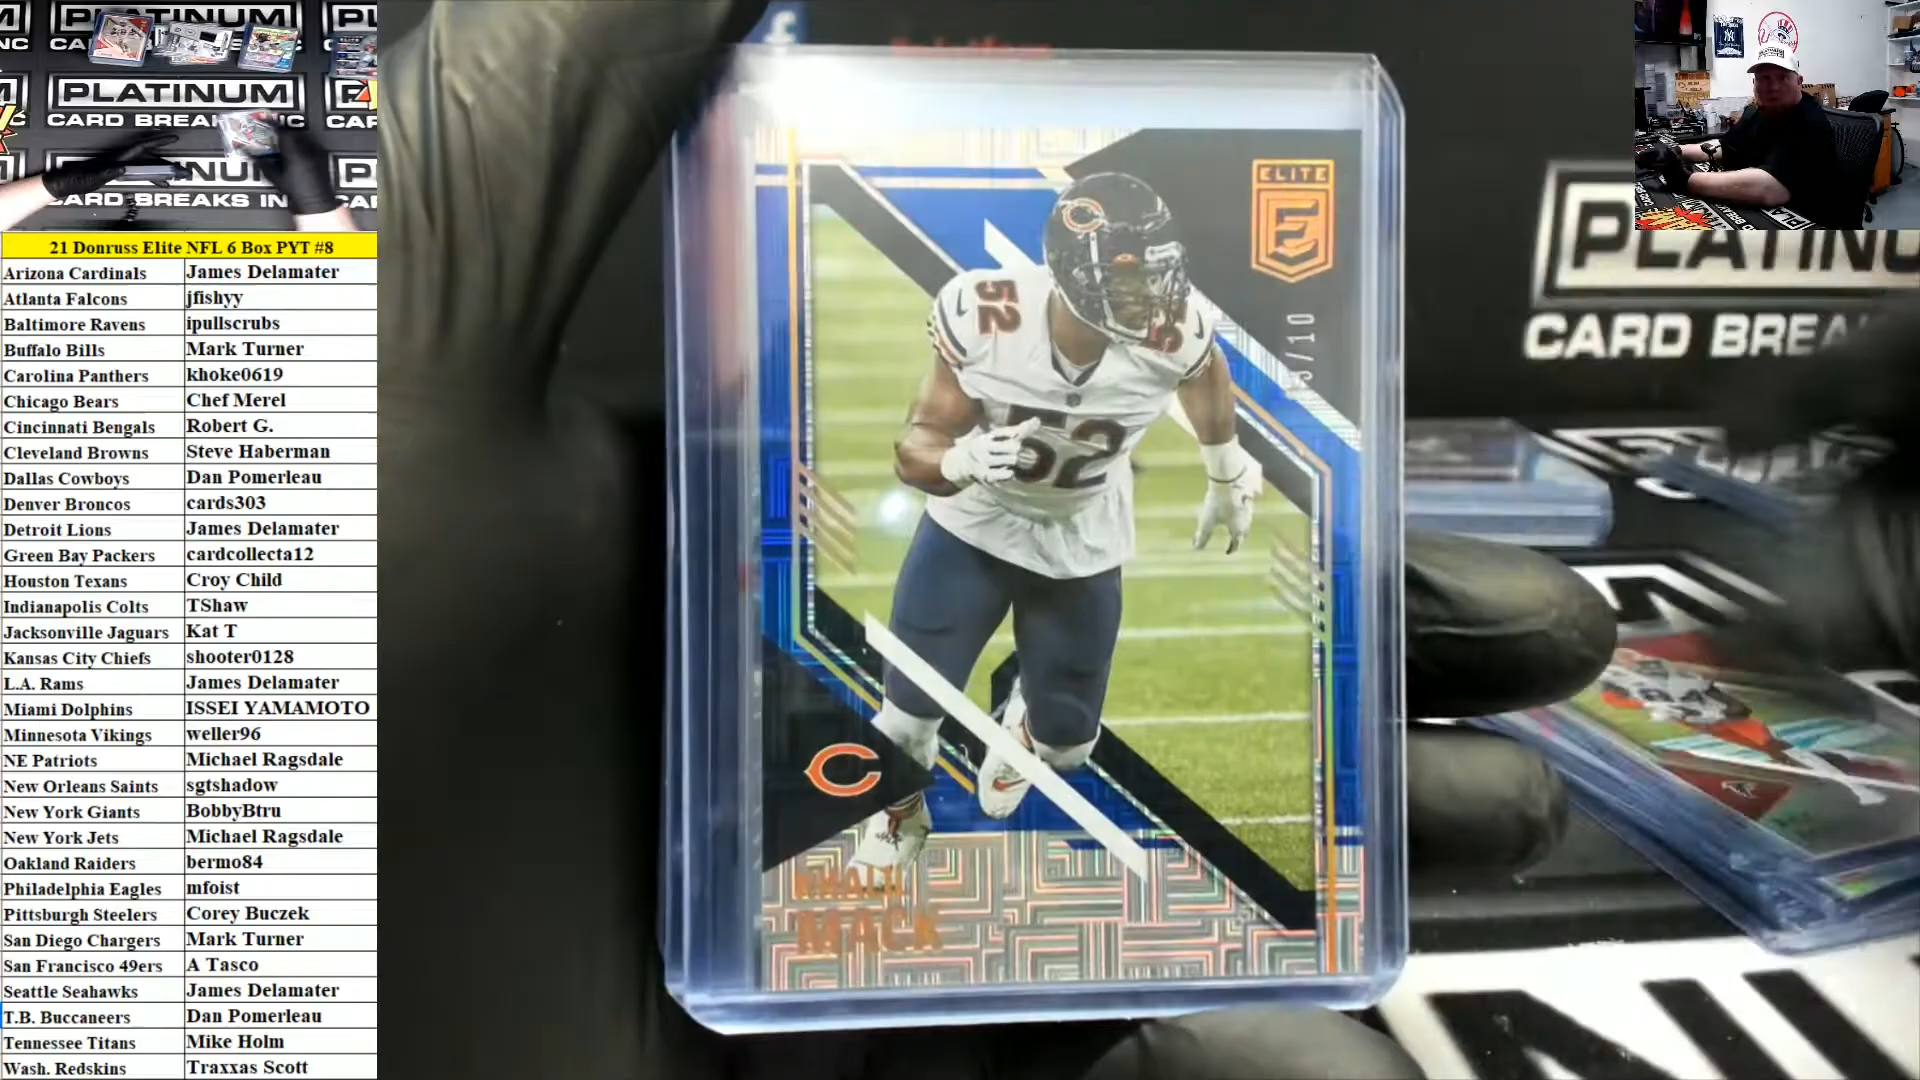 PLATINUM
PLATINUM
CARD BREAKS INC
21 Donruss Elite NFL 6 Box PYT #8
Arizona Cardinals James Delamater
Atlanta Falcons jfishyy
Baltimore Ravens ipullscrubs
Buffalo Bills Mark Turner
Carolina Panthers khoke0619
Chicago Bears Chef Merel
Cincinnati Bengals Robert G.
Cleveland Browns Steve Haberman
Dallas Cowboys Dan Pomerleau
Denver Broncos cards303
Detroit Lions James Delamater
Green Bay Packers cardcollecta12
Houston Texans Croy Child
Indianapolis Colts TShaw
Jacksonville Jaguars Kat T
Kansas City Chiefs shooter0128
L.A. Rams James Delamater
Miami Dolphins ISSEI YAMAMOTO
Minnesota Vikings weller96
NE Patriots Michael Ragsdale
New Orleans Saints sgtshadow
New York Giants BobbyBtru
New York Jets Michael Ragsdale
Oakland Raiders bermo84
Philadelphia Eagles mfoist
Pittsburgh Steelers Corey Buczek
San Diego Chargers Mark Turner
San Francisco 49ers A Tasco
Seattle Seahawks James Delamater
T.B. Buccaneers Dan Pomerleau
Tennessee Titans Mike Holm
Wash. Redskins Traxxas Scott
ELITE
E
9/10
52
52
C
KHALIL
MACK
PLATINU
CARD BREA